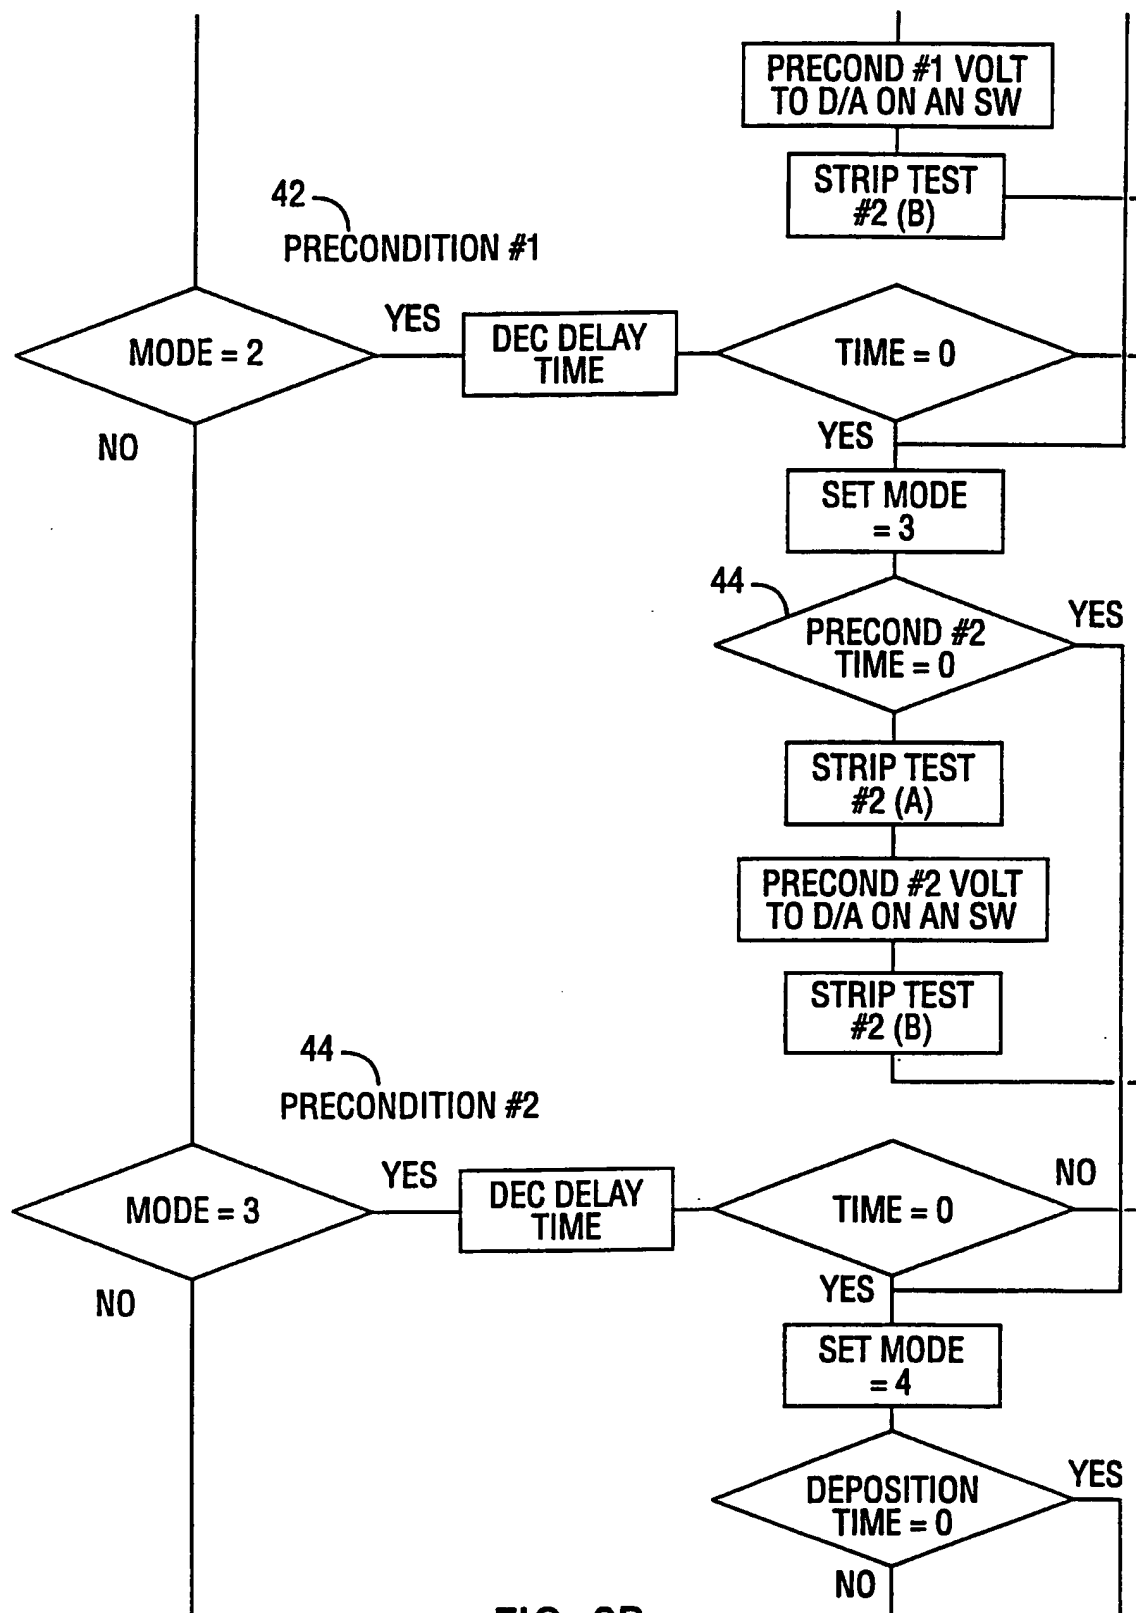 PRECOND #1 VOLT
TO D/A ON AN SW
STRIP TEST
#2 (B)
42
PRECONDITION #1
MODE = 2
YES
DEC DELAY
TIME
TIME = 0
NO
YES
SET MODE
= 3
44
PRECOND #2
TIME = 0
YES
STRIP TEST
#2 (A)
PRECOND #2 VOLT
TO D/A ON AN SW
STRIP TEST
#2 (B)
44
PRECONDITION #2
MODE = 3
YES
DEC DELAY
TIME
TIME = 0
NO
NO
YES
SET MODE
= 4
DEPOSITION
TIME = 0
YES
NO